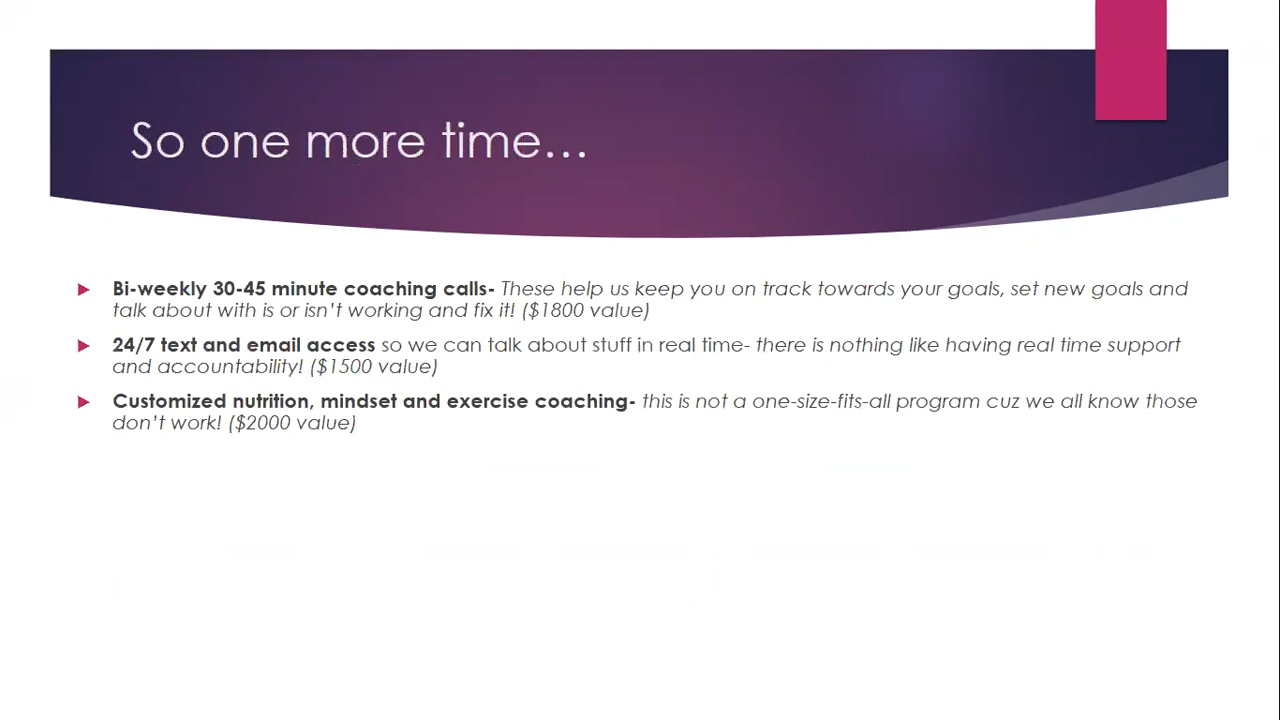 So one more time…
Bi-weekly 30-45 minute coaching calls- These help us keep you on track towards your goals, set new goals and
talk about with is or isn't working and fix it! ($1800 value)
24/7 text and email access so we can talk about stuff in real time- there is nothing like having real time support
and accountability! ($1500 value)
Customized nutrition, mindset and exercise coaching- this is not a one-size-fits-all program cuz we all know those
don't work! ($2000 value)